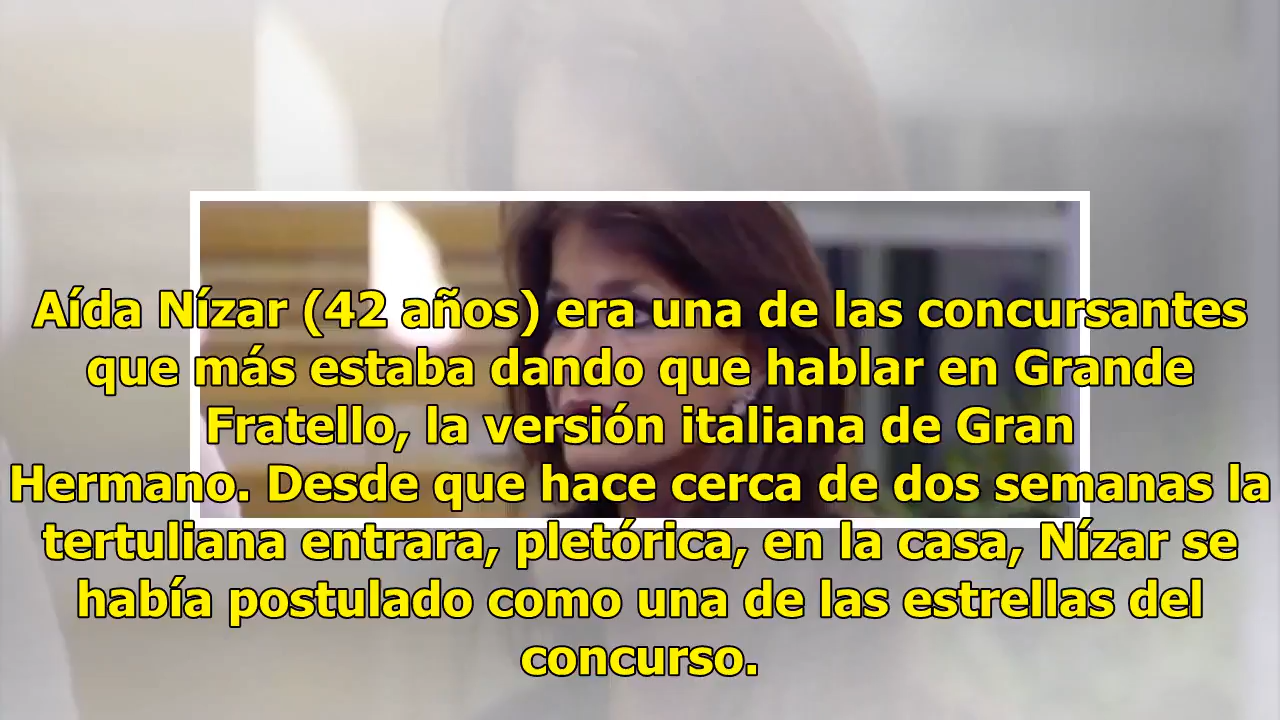 Aída Nízar (42 años) era una de las concursantes
que más estaba dando que hablar en Grande
Fratello, la versión italiana de Gran
Hermano. Desde que hace cerca de dos semanas la
tertuliana entrara, pletórica, en la casa, Nízar se
había postulado como una de las estrellas del
concurso.